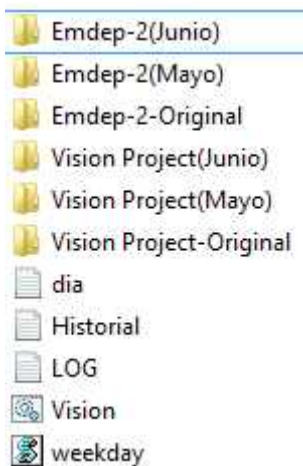 Emdep-2(Junio)
Emdep-2(Mayo)
Emdep-2-Original
Vision Project(Junio)
Vision Project(Mayo)
Vision Project-Original
dia
Historial
LOG
Vision
weekday